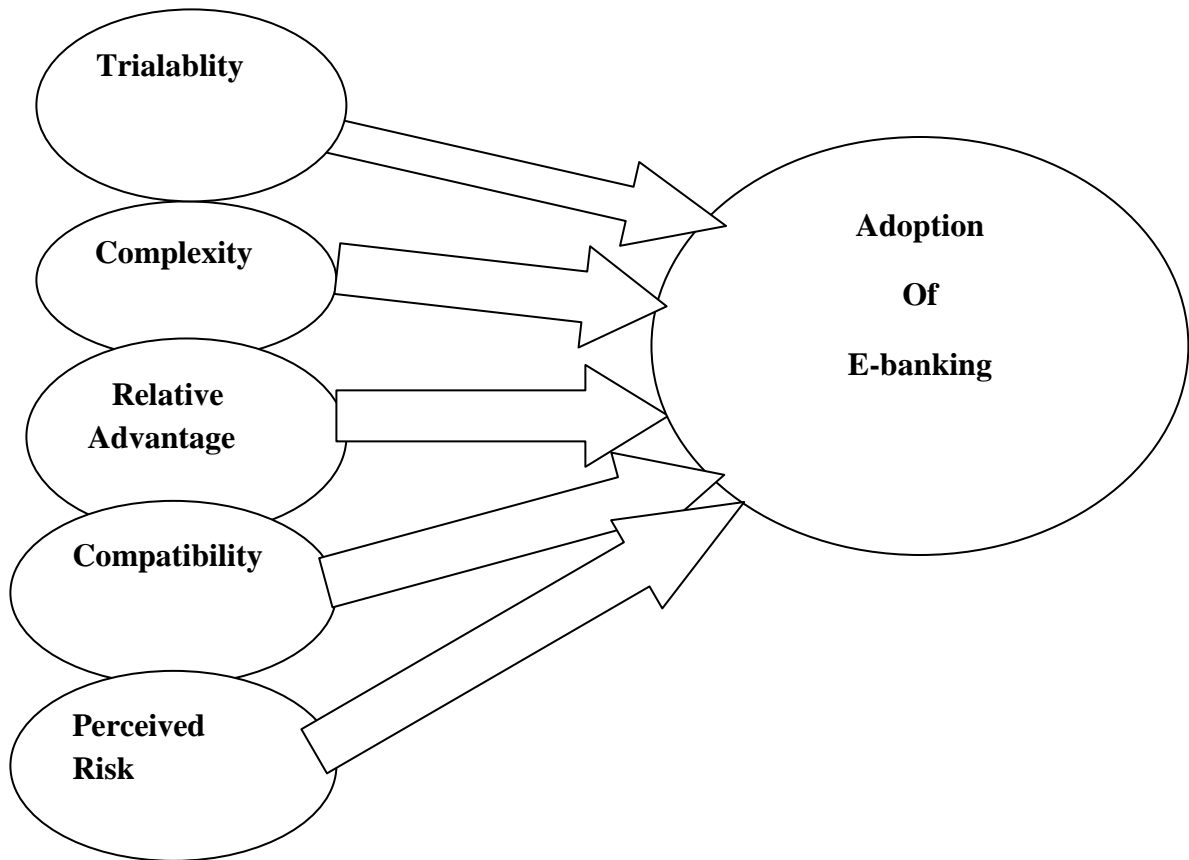 Trialablity
Complexity
Relative
Advantage
Compatibility
Perceived
Risk
Adoption
Of
E-banking